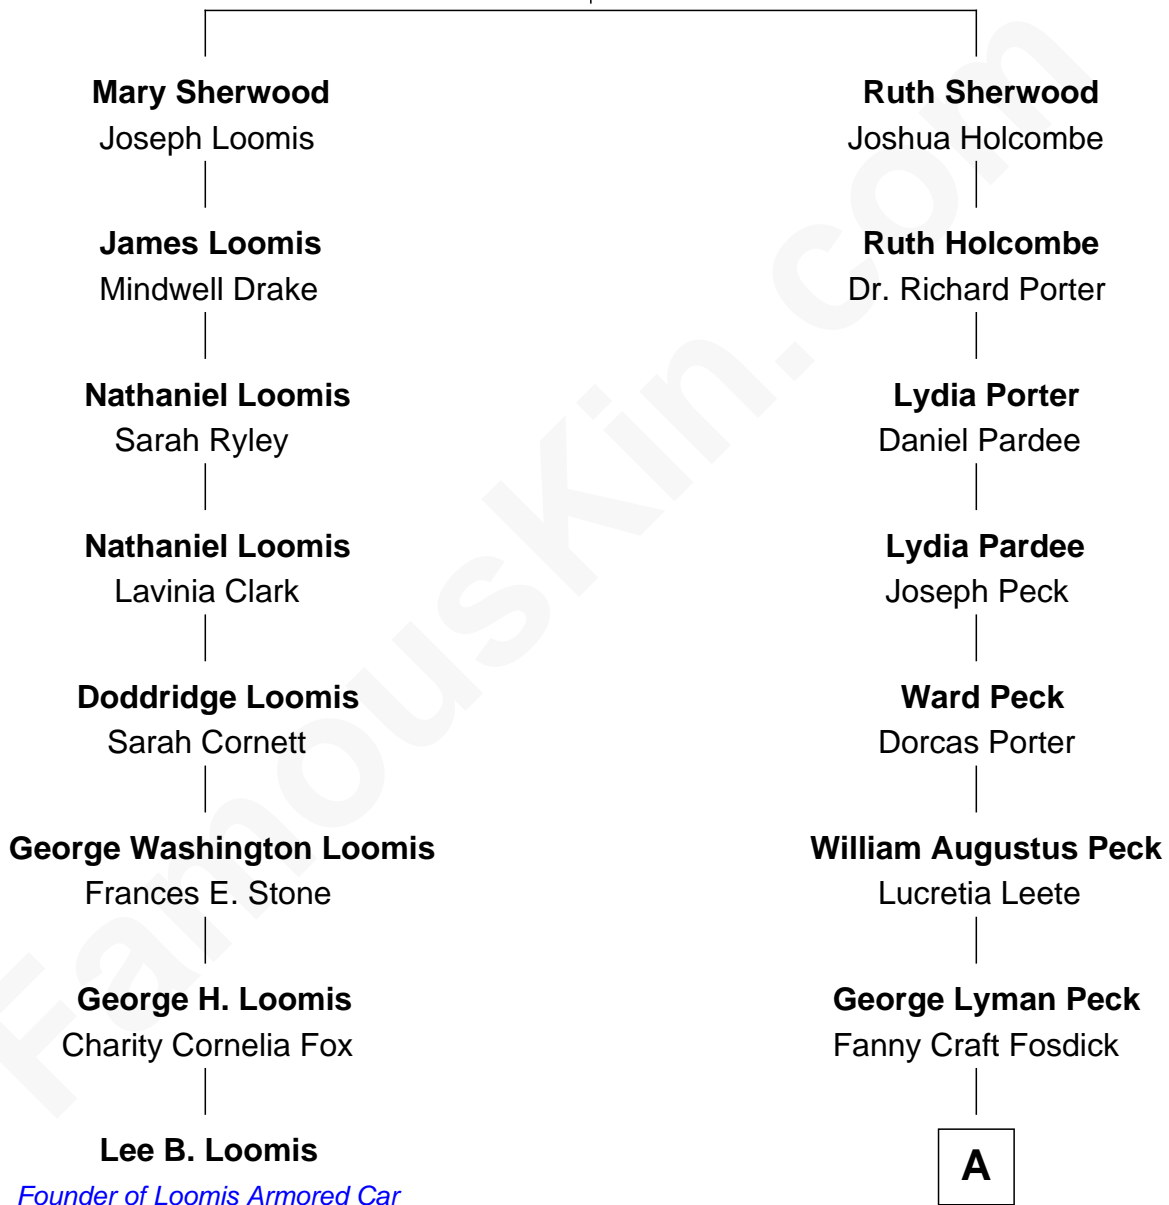 Mary Sherwood
Joseph Loomis
James Loomis
Mindwell Drake
Nathaniel Loomis
Sarah Ryley
Nathaniel Loomis
Lavinia Clark
Doddridge Loomis
Sarah Cornett
George Washington Loomis
Frances E. Stone
George H. Loomis
Charity Cornelia Fox
Lee B. Loomis
Founder of Loomis Armored Car
Ruth Sherwood
Joshua Holcombe
Ruth Holcombe
Dr. Richard Porter
Lydia Porter
Daniel Pardee
Lydia Pardee
Joseph Peck
Ward Peck
Dorcas Porter
William Augustus Peck
Lucretia Leete
George Lyman Peck
Fanny Craft Fosdick
A
FamousKin.com